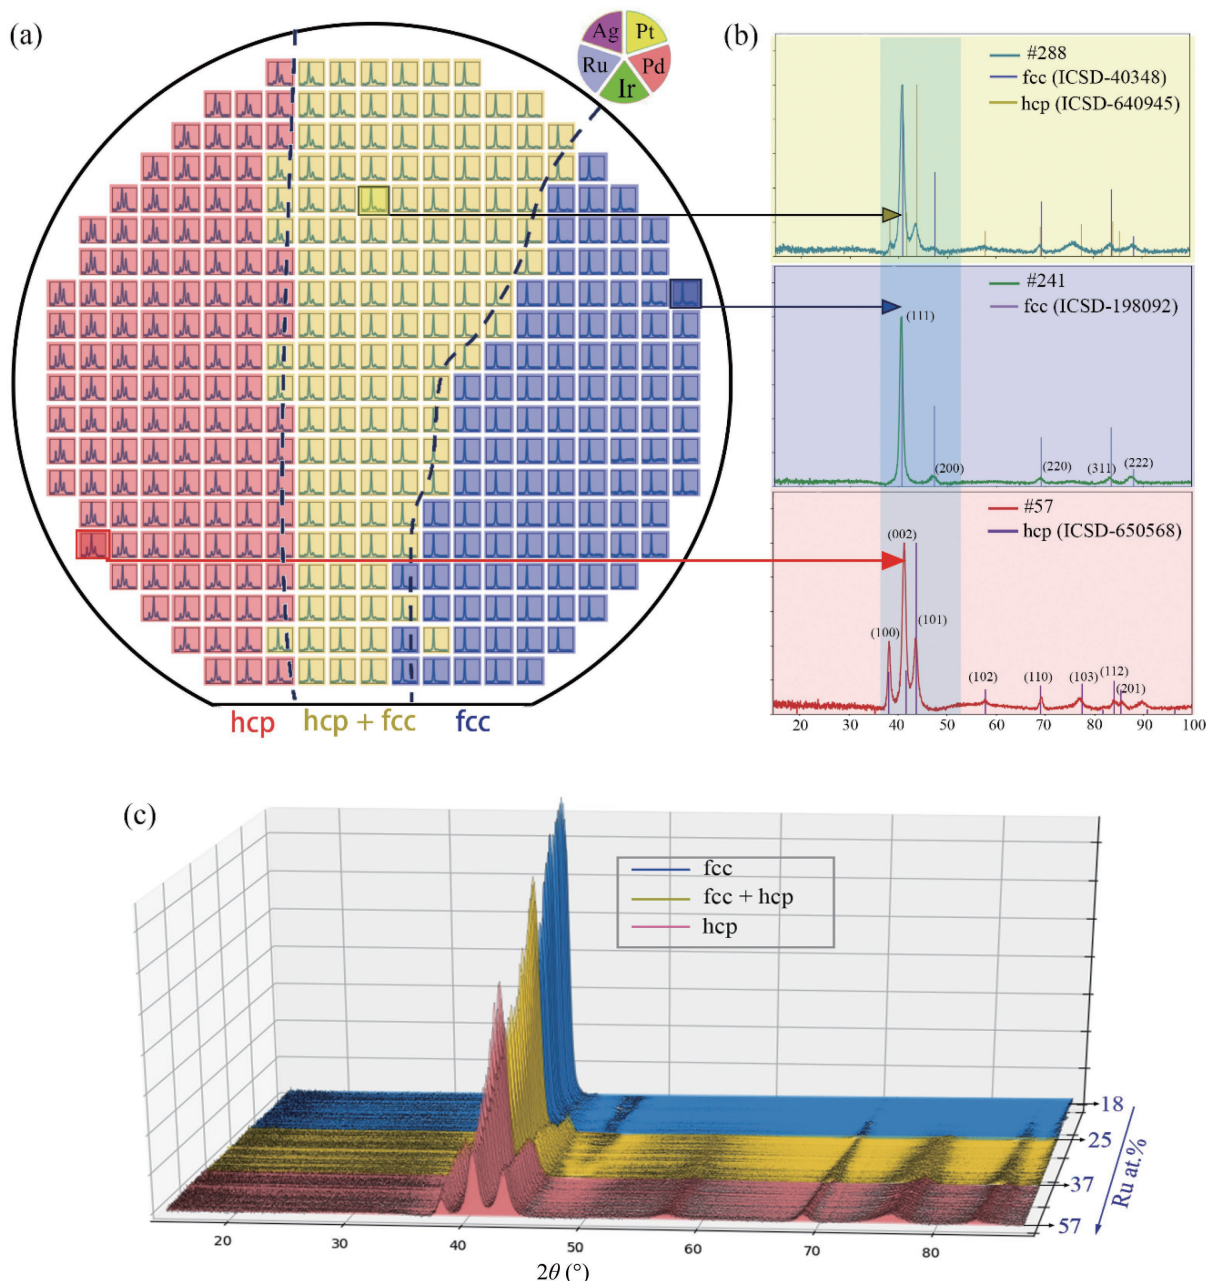 (a)
Ag
Pt
Ru
Pd
Ir
hcp
hcp + fcc
fcc
(b)
#288
fcc (ICSD-40348)
hcp (ICSD-640945)
#241
fcc (ICSD-198092)
(111)
(200)
(220)
(311)
(222)
#57
hcp (ICSD-650568)
(002)
(100)
(101)
(102)
(110)
(103)
(112)
(201)
20 30 40 50 60 70 80 90 100
(c)
fcc
fcc + hcp
hcp
18
25
37
57
Ru at.%
20 30 40 50 60 70 80
2θ (°)